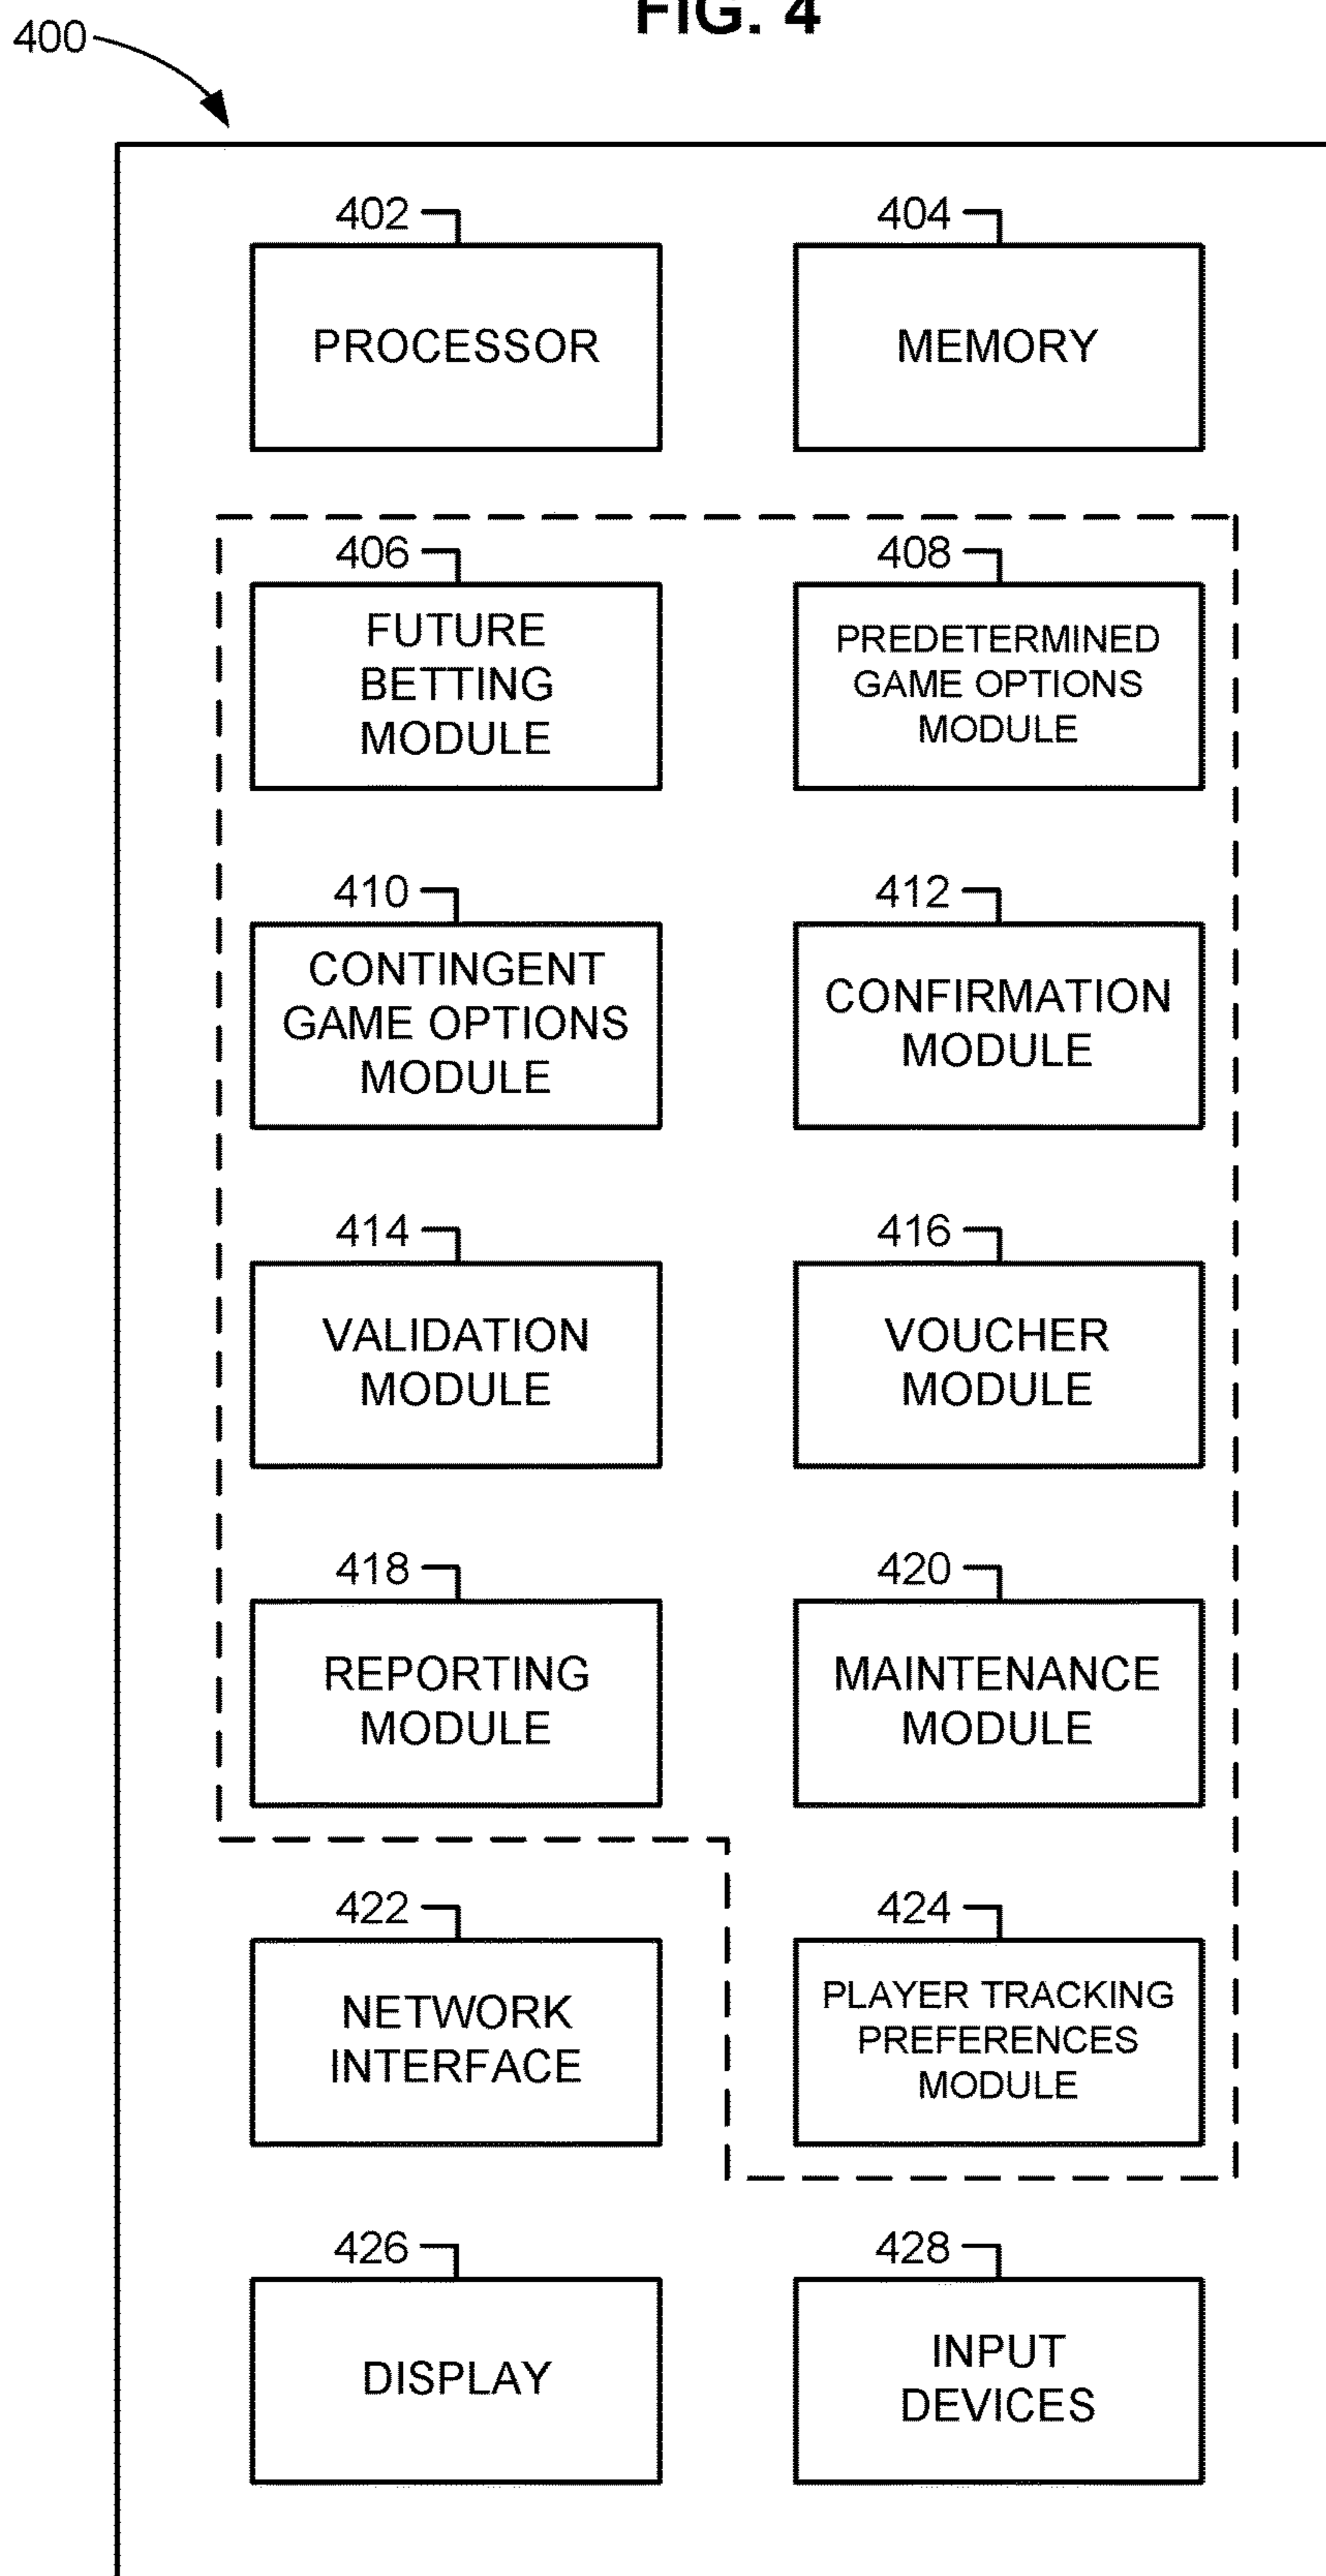 FIG. 4
400
402
404
PROCESSOR
MEMORY
406
408
FUTURE
BETTING
MODULE
PREDETERMINED
GAME OPTIONS
MODULE
410
412
CONTINGENT
GAME OPTIONS
MODULE
CONFIRMATION
MODULE
414
416
VALIDATION
MODULE
VOUCHER
MODULE
418
420
REPORTING
MODULE
MAINTENANCE
MODULE
422
424
NETWORK
INTERFACE
PLAYER TRACKING
PREFERENCES
MODULE
426
428
DISPLAY
INPUT
DEVICES